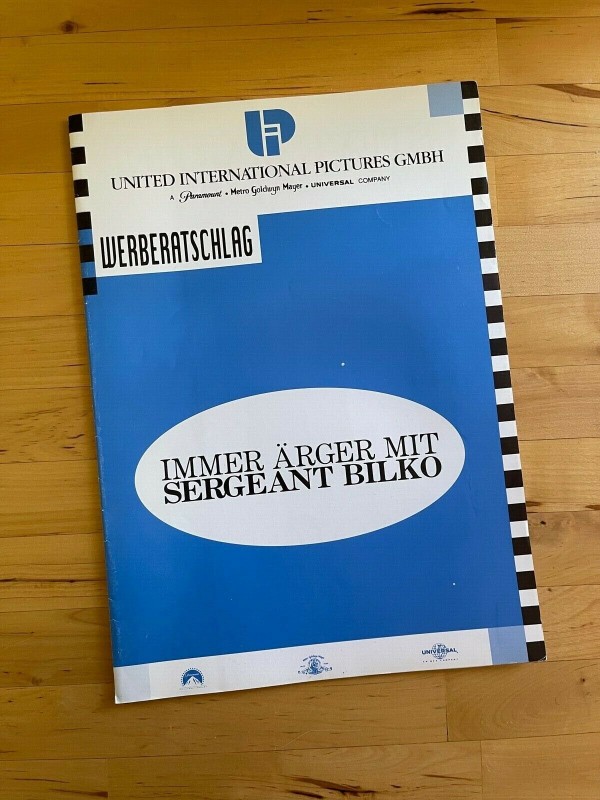 UNITED INTERNATIONAL PICTURES GMBH
A Paramount • Metro Goldwyn Mayer • UNIVERSAL COMPANY
WERBERATSCHLAG
IMMER ÄRGER MIT
SERGEANT BILKO
UNIVERSAL